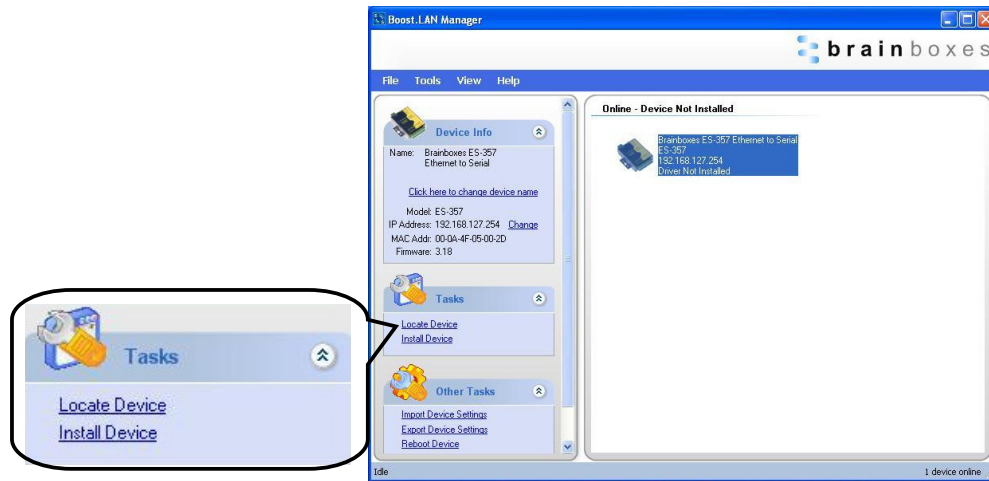 Boost.LAN Manager
brainboxes
File Tools View Help
Device Info
Name: Brainboxes ES-357
Ethernet to Serial
Click here to change device name
Model: ES-357
IP Address: 192.168.127.254 Change
MAC Addr: 00-0A-4F-05-00-2D
Firmware: 3.18
Tasks
Locate Device
Install Device
Other Tasks
Import Device Settings
Export Device Settings
Reboot Device
Online - Device Not Installed
Brainboxes ES-357 Ethernet to Serial
ES-357
192.168.127.254
Driver Not Installed
Idle
1 device online
Tasks
Locate Device
Install Device